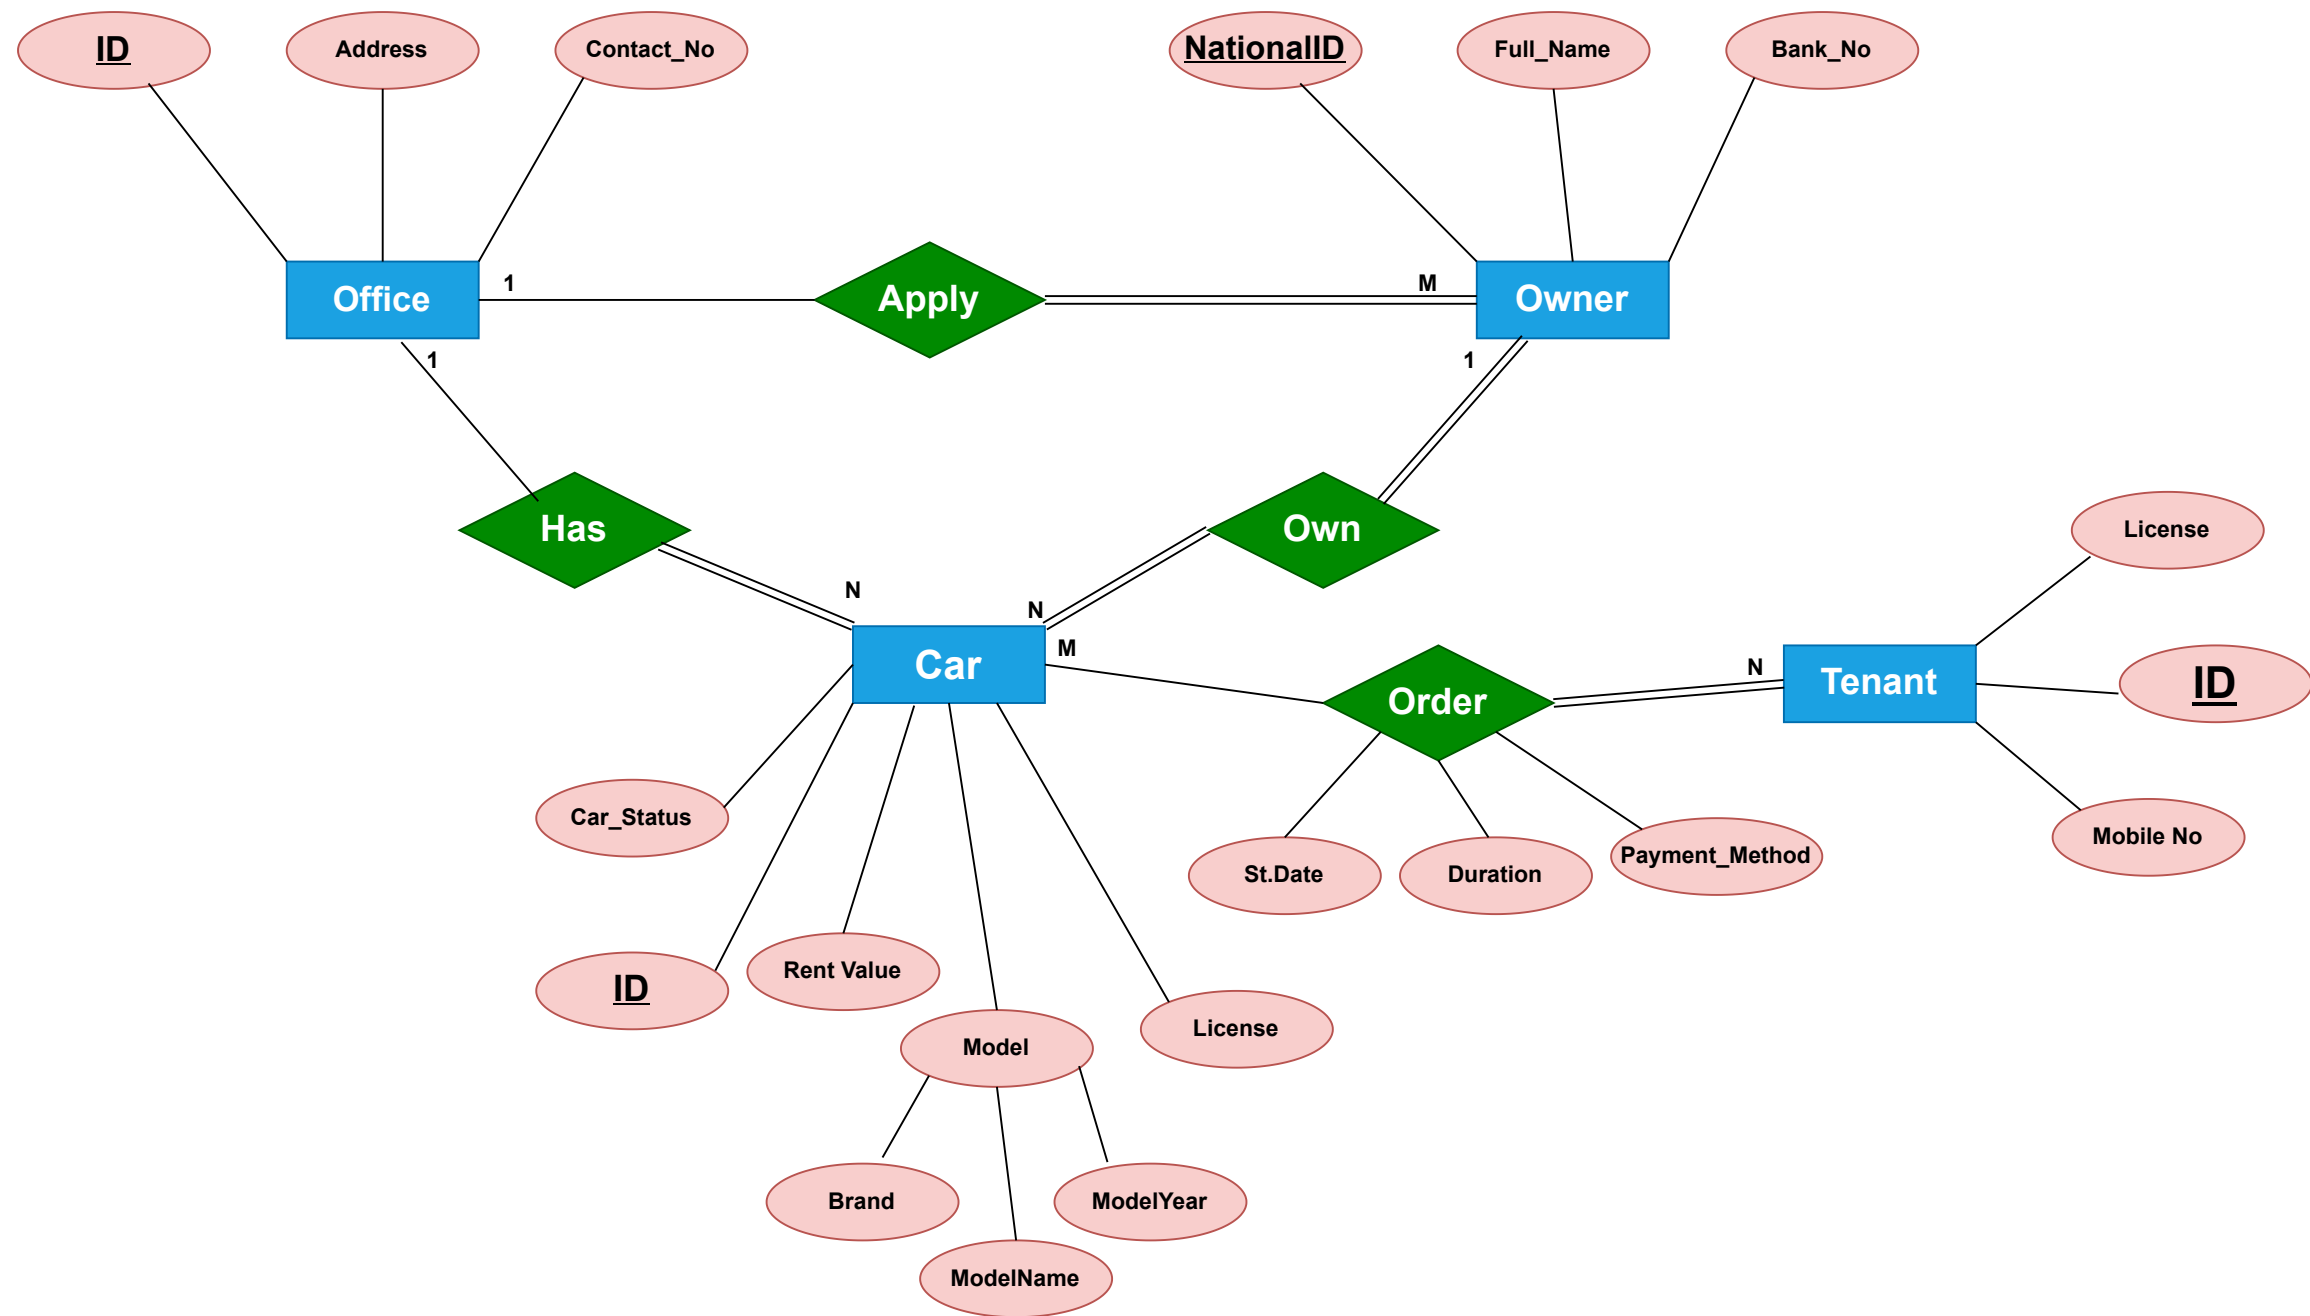 ID
Address
Contact_No
NationalID
Full_Name
Bank_No
1
M
Office
Apply
Owner
1
1
Has
Own
License
N
N
M
N
Car
Order
Tenant
ID
Car_Status
St.Date
Duration
Payment_Method
Mobile No
ID
Rent Value
Model
License
Brand
ModelYear
ModelName